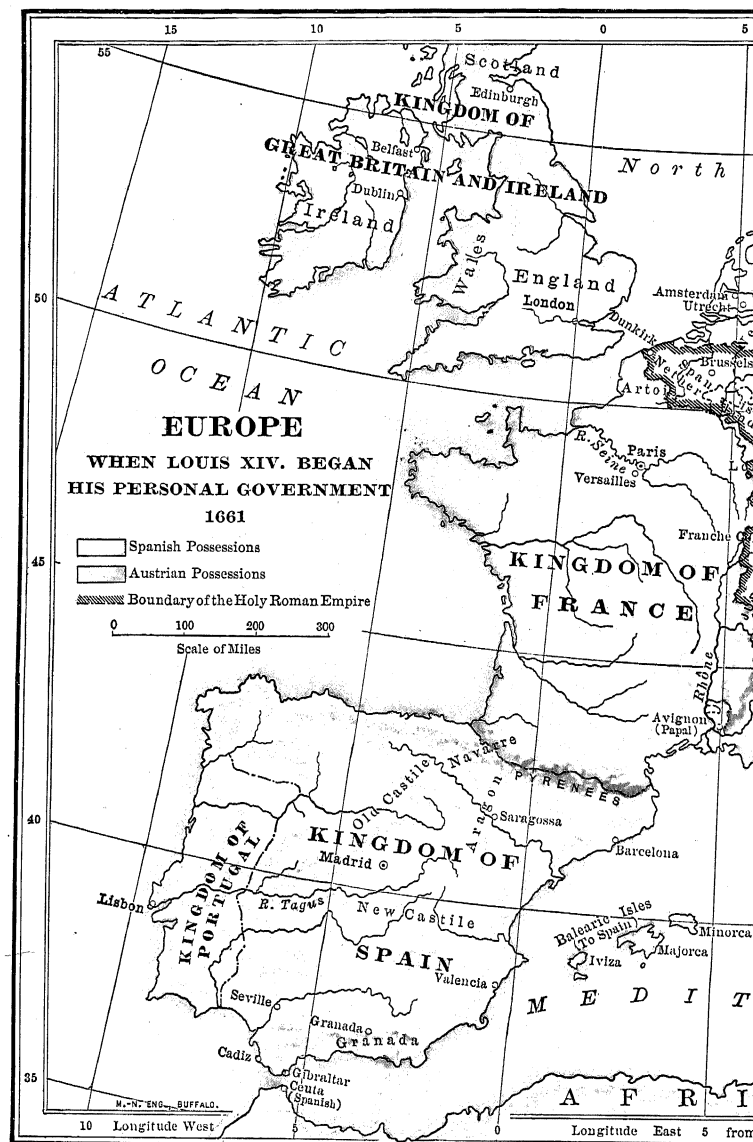 15
10
5
0
5
55
Scotland
Edinburgh
KINGDOM OF
GREAT BRITAIN AND IRELAND
North
Belfast
Dublin
Ireland
Wales
England
London
50
ATLANTIC
OCEAN
Amsterdam
Utrecht
Dunkirk
Brussels
Span.
Nether
Artois
EUROPE
WHEN LOUIS XIV. BEGAN
HIS PERSONAL GOVERNMENT
1661
R. Seine
Paris
Versailles
Spanish Possessions
Austrian Possessions
Boundary of the Holy Roman Empire
0 100 200 300
Scale of Miles
45
Franche
KINGDOM OF
FRANCE
Rhône
Avignon
(Papal)
Navarre
PYRENEES
Old Castile
Aragon
Saragossa
Barcelona
40
KINGDOM OF
Madrid
KINGDOM OF
PORTUGAL
Lisbon
R. Tagus
New Castile
SPAIN
Valencia
Balearic Isles
(To Spain)
Minorca
Majorca
Iviza
MEDIT
Seville
Granada
Granada
Cadiz
Gibraltar
Ceuta
(Spanish)
35
AFRI
M.-N. ENG., BUFFALO.
10 Longitude West 5 0 Longitude East 5 from